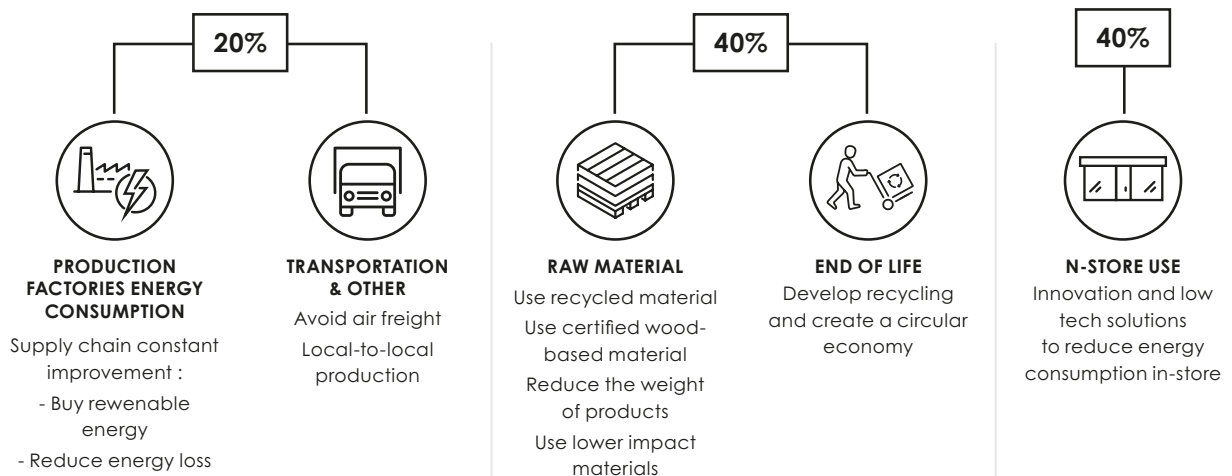 20%
40%
40%
PRODUCTION
FACTORIES ENERGY
CONSUMPTION
Supply chain constant
improvement :
- Buy rewenable
energy
- Reduce energy loss
TRANSPORTATION
& OTHER
Avoid air freight
Local-to-local
production
RAW MATERIAL
Use recycled material
Use certified wood-
based material
Reduce the weight
of products
Use lower impact
materials
END OF LIFE
Develop recycling
and create a circular
economy
N-STORE USE
Innovation and low
tech solutions
to reduce energy
consumption in-store